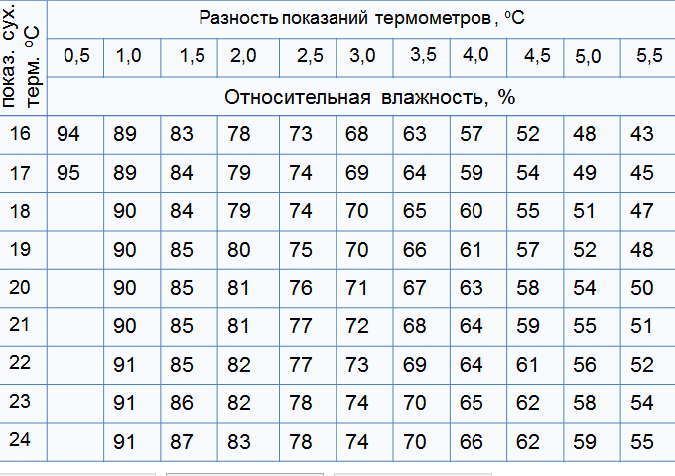 показ. сух.
терм. ºС
Разность показаний термометров, ºС
0,5 1,0 1,5 2,0 2,5 3,0 3,5 4,0 4,5 5,0 5,5
Относительная влажность, %
16 94 89 83 78 73 68 63 57 52 48 43
17 95 89 84 79 74 69 64 59 54 49 45
18 90 84 79 74 70 65 60 55 51 47
19 90 85 80 75 70 66 61 57 52 48
20 90 85 81 76 71 67 63 58 54 50
21 90 85 81 77 72 68 64 59 55 51
22 91 85 82 77 73 69 64 61 56 52
23 91 86 82 78 74 70 65 62 58 54
24 91 87 83 78 74 70 66 62 59 55